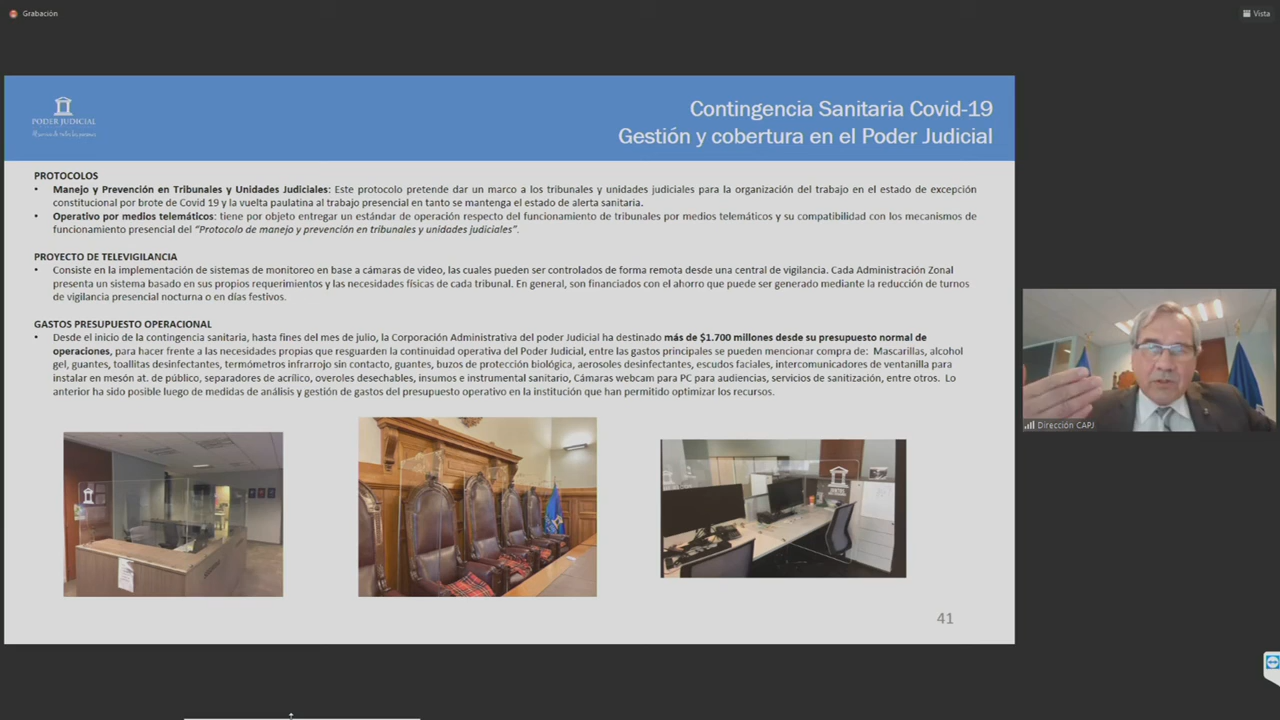 Grabación
Vista
PODER JUDICIAL
Contingencia Sanitaria Covid-19
Gestión y cobertura en el Poder Judicial
PROTOCOLOS
• Manejo y Prevención en Tribunales y Unidades Judiciales: Este protocolo pretende dar un marco a los tribunales y unidades judiciales para la organización del trabajo en el estado de excepción
constitucional por brote de Covid 19 y la vuelta paulatina al trabajo presencial en tanto se mantenga el estado de alerta sanitaria.
• Operativo por medios telemáticos: tiene por objeto entregar un estándar de operación respecto del funcionamiento de tribunales por medios telemáticos y su compatibilidad con los mecanismos de
funcionamiento presencial del “Protocolo de manejo y prevención en tribunales y unidades judiciales”.
PROYECTO DE TELEVIGILANCIA
• Consiste en la implementación de sistemas de monitoreo en base a cámaras de video, las cuales pueden ser controlados de forma remota desde una central de vigilancia. Cada Administración Zonal
presenta un sistema basado en sus propios requerimientos y las necesidades físicas de cada tribunal. En general, son financiados con el ahorro que puede ser generado mediante la reducción de turnos
de vigilancia presencial nocturna o en días festivos.
GASTOS PRESUPUESTO OPERACIONAL
• Desde el inicio de la contingencia sanitaria, hasta fines del mes de julio, la Corporación Administrativa del poder Judicial ha destinado más de $1.700 millones desde su presupuesto normal de
operaciones, para hacer frente a las necesidades propias que resguarden la continuidad operativa del Poder Judicial, entre las gastos principales se pueden mencionar compra de: Mascarillas, alcohol
gel, guantes, toallitas desinfectantes, termómetros infrarrojo sin contacto, guantes, buzos de protección biológica, aerosoles desinfectantes, escudos faciales, intercomunicadores de ventanilla para
instalar en mesón at. de público, separadores de acrílico, overoles desechables, insumos e instrumental sanitario, Cámaras webcam para PC para audiencias, servicios de sanitización, entre otros. Lo
anterior ha sido posible luego de medidas de análisis y gestión de gastos del presupuesto operativo en la institución que han permitido optimizar los recursos.
Dirección CAPJ
41